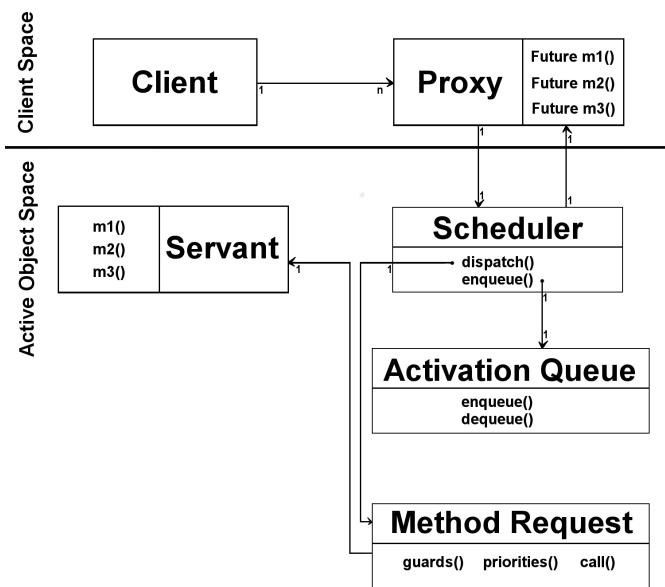 Client Space
Client
1
n
Proxy
Future m1()
Future m2()
Future m3()
1
1
1
1
Active Object Space
m1()
m2()
m3()
Servant
1
Scheduler
1
dispatch()
enqueue()
1
1
Activation Queue
enqueue()
dequeue()
Method Request
guards() priorities() call()